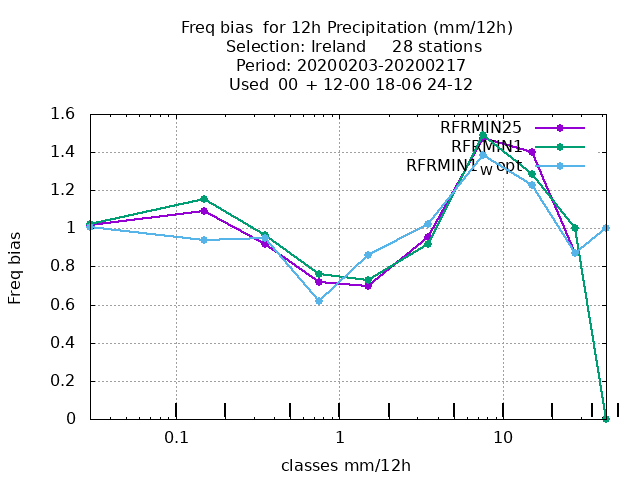 Freq bias  for 12h Precipitation (mm/12h)
Selection: Ireland     28 stations
Period: 20200203-20200217
Used  00 + 12-00 18-06 24-12
1.6
RFRMIN25
1.4
RFRMIN1
RFRMIN1_wopt
1.2
1
0.8
0.6
0.4
0.2
0
Freq bias
0.1
1
10
classes mm/12h